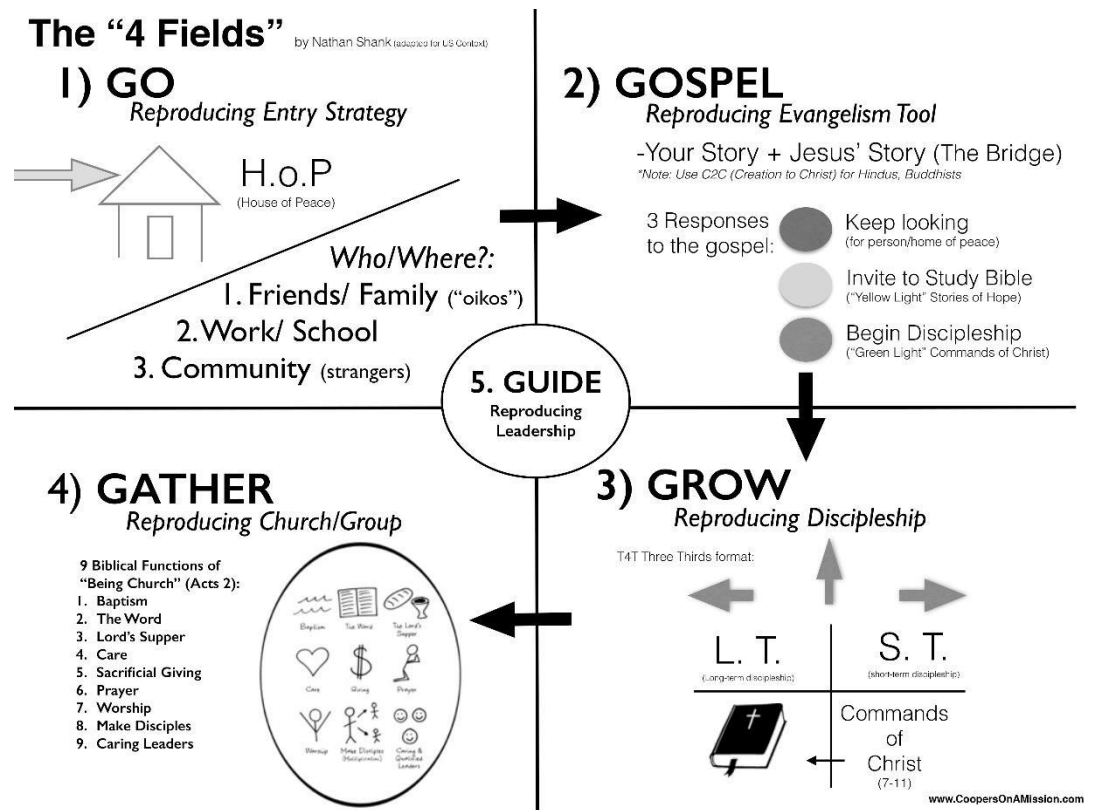 The “4 Fields” by Nathan Shank (adapted for US Context)
1) GO
Reproducing Entry Strategy
H.o.P
(House of Peace)
Who/Where?:
1. Friends/ Family (“oikos”)
2. Work/ School
3. Community (strangers)
2) GOSPEL
Reproducing Evangelism Tool
-Your Story + Jesus’ Story (The Bridge)
*Note: Use C2C (Creation to Christ) for Hindus, Buddhists
3 Responses
to the gospel:
Keep looking
(for person/home of peace)
Invite to Study Bible
(“Yellow Light” Stories of Hope)
Begin Discipleship
(“Green Light” Commands of Christ)
5. GUIDE
Reproducing
Leadership
3) GROW
Reproducing Discipleship
T4T Three Thirds format:
L. T.
(Long-term discipleship)
S. T.
(short-term discipleship)
Commands
of
Christ
(7-11)
4) GATHER
Reproducing Church/Group
9 Biblical Functions of
“Being Church” (Acts 2):
1. Baptism
2. The Word
3. Lord’s Supper
4. Care
5. Sacrificial Giving
6. Prayer
7. Worship
8. Make Disciples
9. Caring Leaders
Baptism
The Word
The Lord's
Supper
Care
Giving
Prayer
Worship
Make Disciples
(Multiplication)
Caring &
Qualified
Leaders
www.CoopersOnAMission.com